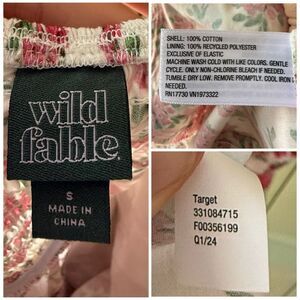 wild
fable.
S
MADE IN
CHINA
SHELL: 100% COTTON
LINING: 100% RECYCLED POLYESTER
EXCLUSIVE OF ELASTIC
MACHINE WASH COLD WITH LIKE COLORS. GENTLE
CYCLE. ONLY NON-CHLORINE BLEACH IF NEEDED.
TUMBLE DRY LOW. REMOVE PROMPTLY. COOL IRON
NEEDED.
RN17730 VN1973322
Target
331084715
F00356199
Q1/24